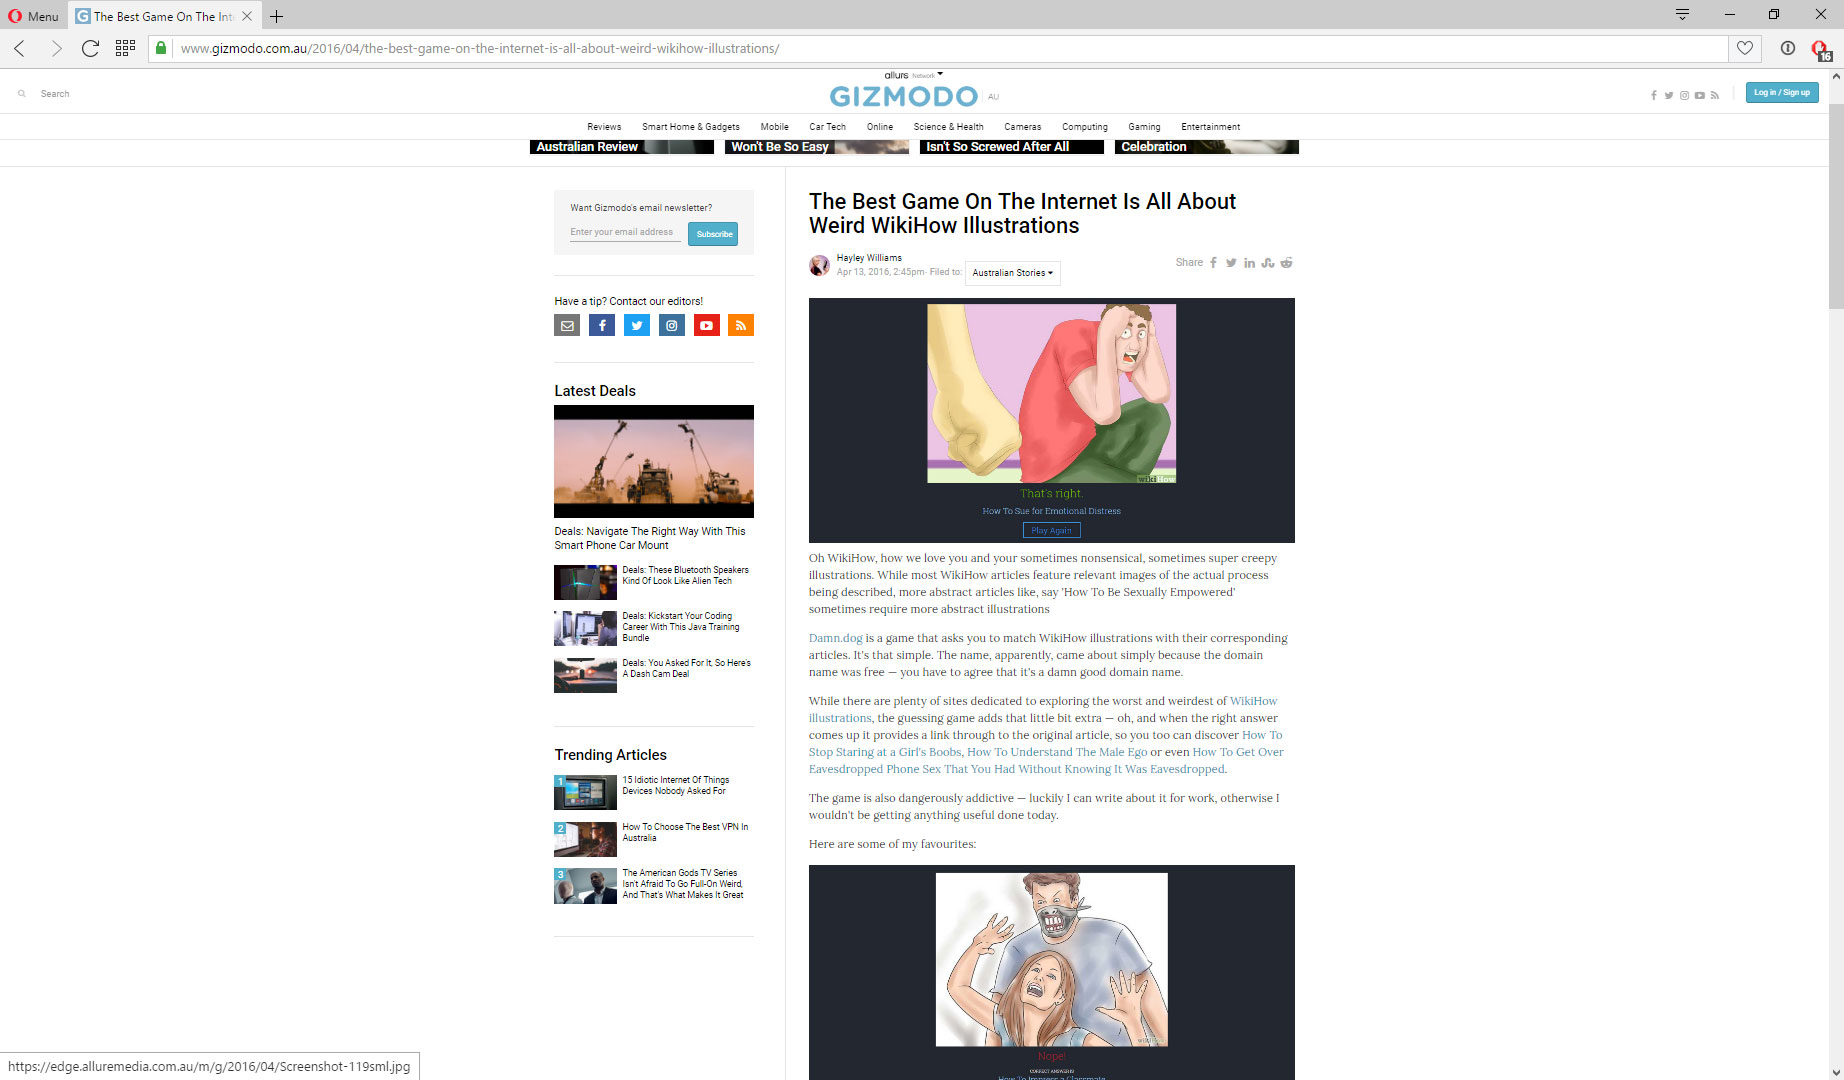 Menu
The Best Game On The Int
www.gizmodo.com.au/2016/04/the-best-game-on-the-internet-is-all-about-weird-wikihow-illustrations/
16
allure Network
Search
GIZMODO AU
Log in / Sign up
Reviews Smart Home & Gadgets Mobile Car Tech Online Science & Health Cameras Computing Gaming Entertainment
Australian Review
Won't Be So Easy
Isn't So Screwed After All
Celebration
Want Gizmodo's email newsletter?
Enter your email address
Subscribe
Have a tip? Contact our editors!
Latest Deals
Deals: Navigate The Right Way With This
Smart Phone Car Mount
Deals: These Bluetooth Speakers
Kind Of Look Like Alien Tech
Deals: Kickstart Your Coding
Career With This Java Training
Bundle
Deals: You Asked For It, So Here's
A Dash Cam Deal
Trending Articles
1
15 Idiotic Internet Of Things
Devices Nobody Asked For
2
How To Choose The Best VPN In
Australia
3
The American Gods TV Series
Isn't Afraid To Go Full-On Weird,
And That's What Makes It Great
The Best Game On The Internet Is All About
Weird WikiHow Illustrations
Hayley Williams
Apr 13, 2016, 2:45pm · Filed to: Australian Stories
Share
wikiHow
That's right.
How To Sue for Emotional Distress
Play Again
Oh WikiHow, how we love you and your sometimes nonsensical, sometimes super creepy
illustrations. While most WikiHow articles feature relevant images of the actual process
being described, more abstract articles like, say 'How To Be Sexually Empowered'
sometimes require more abstract illustrations
Damn.dog is a game that asks you to match WikiHow illustrations with their corresponding
articles. It's that simple. The name, apparently, came about simply because the domain
name was free — you have to agree that it's a damn good domain name.
While there are plenty of sites dedicated to exploring the worst and weirdest of WikiHow
illustrations, the guessing game adds that little bit extra — oh, and when the right answer
comes up it provides a link through to the original article, so you too can discover How To
Stop Staring at a Girl's Boobs, How To Understand The Male Ego or even How To Get Over
Eavesdropped Phone Sex That You Had Without Knowing It Was Eavesdropped.
The game is also dangerously addictive — luckily I can write about it for work, otherwise I
wouldn't be getting anything useful done today.
Here are some of my favourites:
wikiHow
Nope!
CORRECT ANSWER IS
How To Impress a Classmate
https://edge.alluremedia.com.au/m/g/2016/04/Screenshot-119sml.jpg